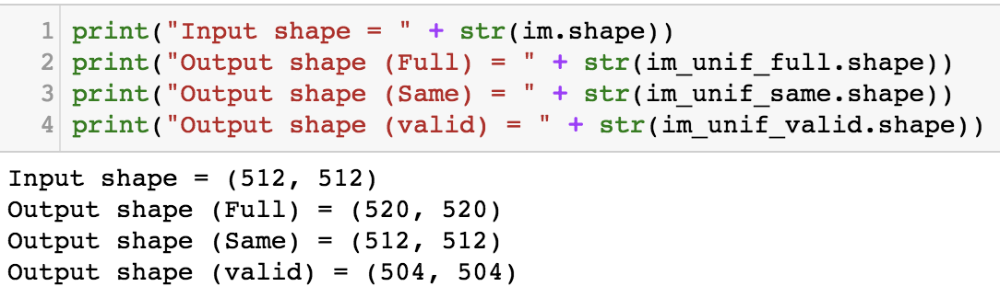 1 print("Input shape = " + str(im.shape))
2 print("Output shape (Full) = " + str(im_unif_full.shape))
3 print("Output shape (Same) = " + str(im_unif_same.shape))
4 print("Output shape (valid) = " + str(im_unif_valid.shape))
Input shape = (512, 512)
Output shape (Full) = (520, 520)
Output shape (Same) = (512, 512)
Output shape (valid) = (504, 504)